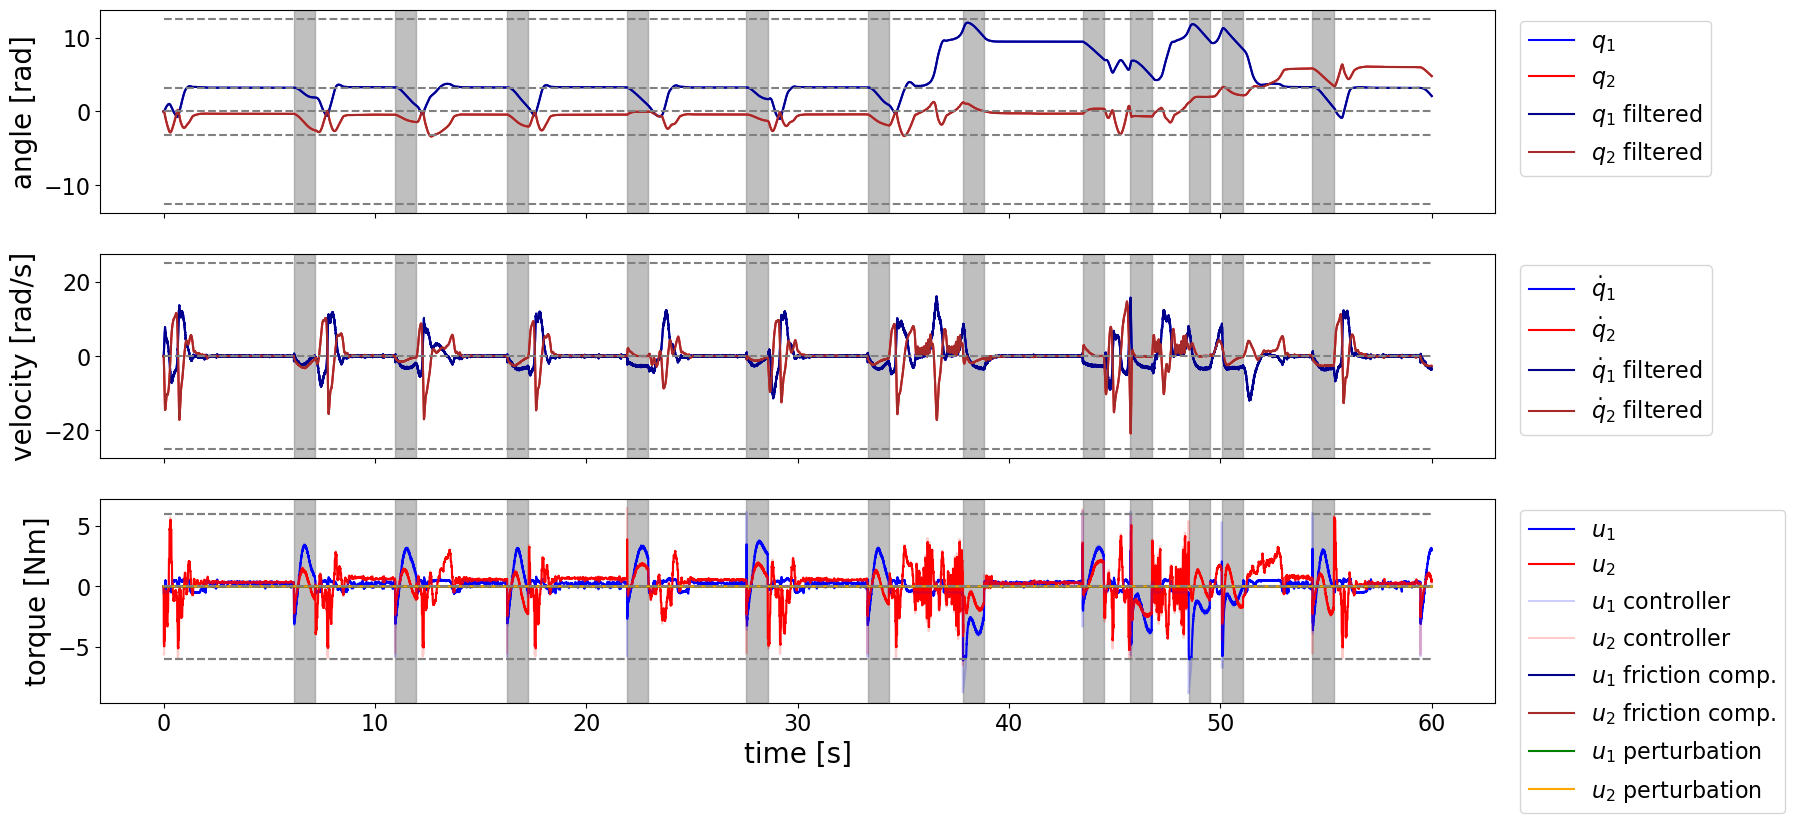 angle [rad]
10
0
−10
q₁
q₂
q₁ filtered
q₂ filtered
velocity [rad/s]
20
0
−20
q̇₁
q̇₂
q̇₁ filtered
q̇₂ filtered
torque [Nm]
5
0
−5
0 10 20 30 40 50 60
time [s]
u₁
u₂
u₁ controller
u₂ controller
u₁ friction comp.
u₂ friction comp.
u₁ perturbation
u₂ perturbation